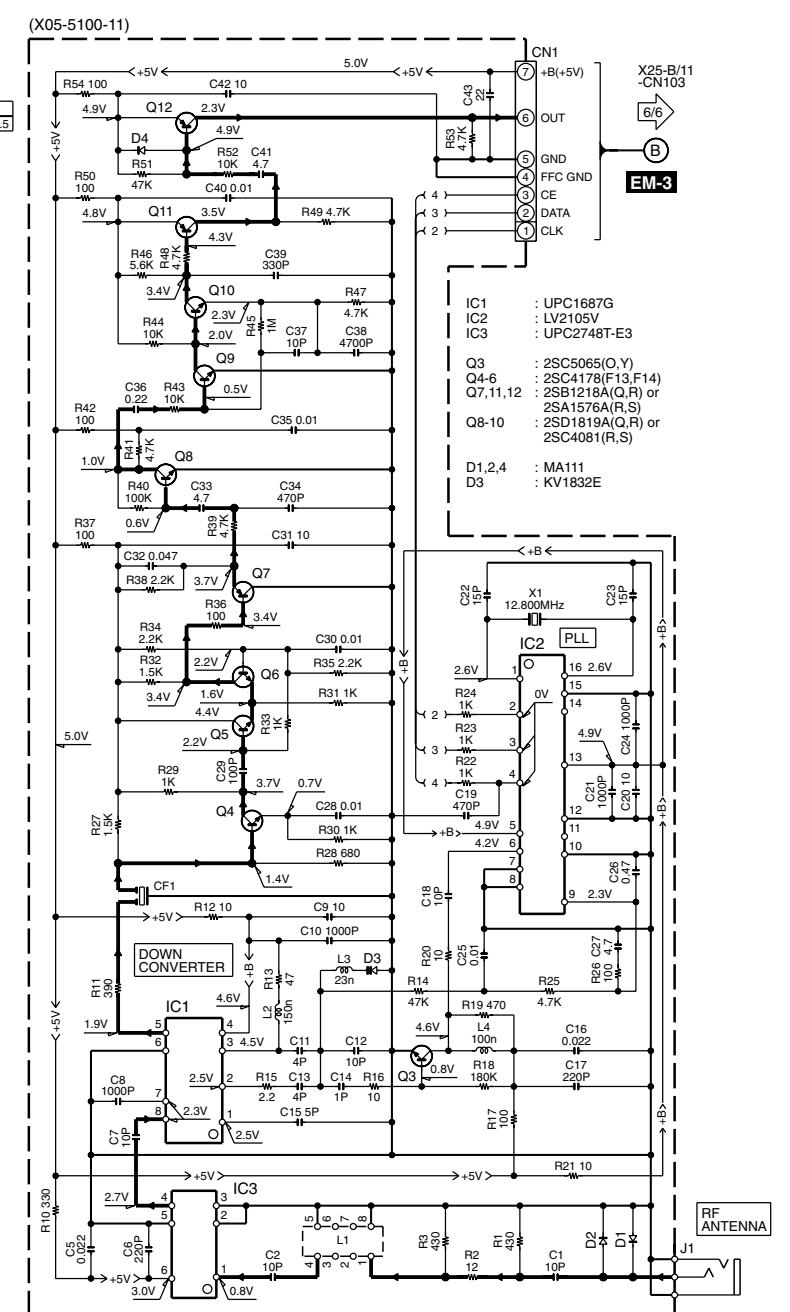 (X05-5100-11)
CN1
5.0V
+5V
+5V
7 +B(+5V)
X25-B/11
-CN103
R54 100
C42 10
C43
22
Q12
2.3V
4.9V
6 OUT
6/6
.5
+5V
D4
4.9V
R53
4.7K
B
R51
47K
R52
10K
C41
4.7
5 GND
R50
100
C40 0.01
4 FFC GND
EM-3
( 4 )
3 CE
Q11
3.5V
R49 4.7K
( 3 )
2 DATA
4.8V
4.3V
( 2 )
1 CLK
R46
5.6K
R48
4.7K
C39
330P
3.4V
Q10
R47
4.7K
2.3V
R45
1M
R44
10K
2.0V
C37
10P
C38
4700P
Q9
0.5V
IC1 : UPC1687G
IC2 : LV2105V
IC3 : UPC2748T-E3
Q3 : 2SC5065(O,Y)
Q4-6 : 2SC4178(F13,F14)
Q7,11,12 : 2SB1218A(Q,R) or
2SA1576A(R,S)
Q8-10 : 2SD1819A(Q,R) or
2SC4081(R,S)
D1,2,4 : MA111
D3 : KV1832E
C36
0.22
R43
10K
R42
100
C35 0.01
R41
4.7K
1.0V
Q8
R40
100K
C33
4.7
C34
470P
0.6V
R37
100
R39
4.7K
C31 10
+B
C32 0.047
R38 2.2K
3.7V
Q7
R36
100
3.4V
C22
15P
X1
12.800MHz
C23
15P
R34
2.2K
C30 0.01
IC2
PLL
+B
R32
1.5K
2.2V
R35 2.2K
+B
3.4V
Q6
2.6V
1
16 2.6V
1.6V
R31 1K
15
4.4V
R24
1K
0V
14
Q5
R33
1K
( 2 )
2
C24 1000P
5.0V
2.2V
R23
1K
4.9V
C29
100P
( 3 )
3
13
R29
1K
3.7V
0.7V
R22
1K
( 4 )
4
C21
1000P
C20 10
Q4
C28 0.01
C19
470P
12
R27
1.5K
R30 1K
+B
4.9V
5
11
+B
R28 680
4.2V
6
10
1.4V
7
C26
0.47
CF1
8
9 2.3V
C18
10P
+5V
R12 10
C9 10
C10 1000P
DOWN
CONVERTER
+B
R13
47
L3
23n
D3
R20
10
C25
0.01
R26
100
C27
4.7
R11
390
4.6V
L2
150n
R14
47K
R25
4.7K
+5V
IC1
R19 470
1.9V
5
4
4.6V
L4
100n
C16
0.022
6
3 4.5V
C11
4P
C12
10P
Q3
0.8V
R18
180K
C17
220P
C8
1000P
2.5V
2
R15
2.2
C13
4P
C14
1P
R16
10
7
2.3V
R17
100
8
1
C15 5P
2.5V
C7
10P
+B
+5V
+5V
R21 10
R10 330
2.7V
4
IC3
3
5
2
5 6 7 8
L1
4 3 2 1
R3
430
R1
430
D2
D1
RF
ANTENNA
C5
0.022
C6
220P
C2
10P
R2
12
C1
10P
J1
+5V
6
1
3.0V
0.8V